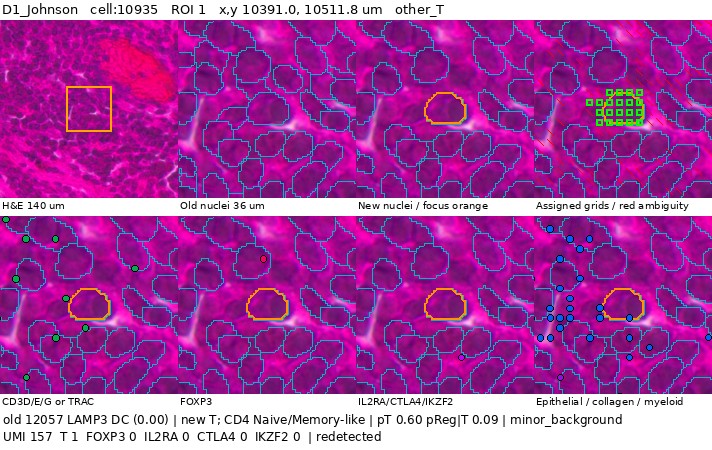 D1_Johnson   cell:10935   ROI 1   x,y 10391.0, 10511.8 um   other_T
H&E 140 um
Old nuclei 36 um
New nuclei / focus orange
Assigned grids / red ambiguity
CD3D/E/G or TRAC
FOXP3
IL2RA/CTLA4/IKZF2
Epithelial / collagen / myeloid
old 12057 LAMP3 DC (0.00) | new T; CD4 Naive/Memory-like | pT 0.60 pReg|T 0.09 | minor_background
UMI 157  T 1  FOXP3 0  IL2RA 0  CTLA4 0  IKZF2 0  | redetected